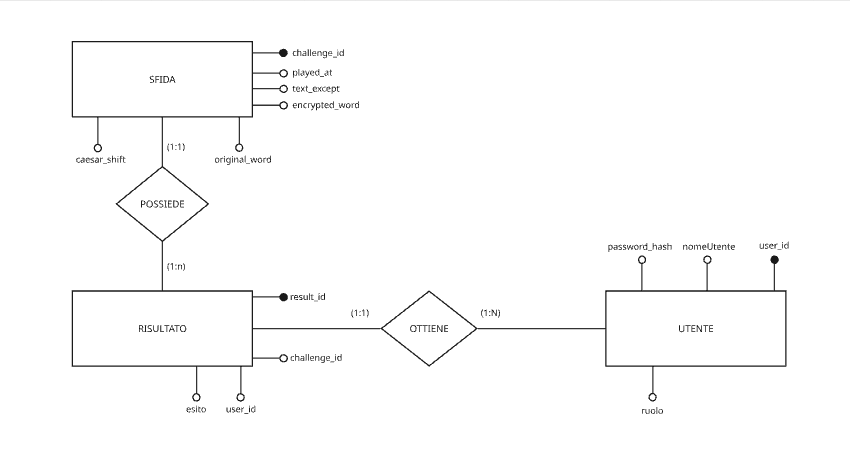 challenge_id
played_at
SFIDA
text_except
encrypted_word
(1:1)
caesar_shift
original_word
POSSIEDE
password_hash
nomeUtente
user_id
(1:n)
result_id
(1:1)
(1:N)
RISULTATO
OTTIENE
UTENTE
challenge_id
esito
user_id
ruolo